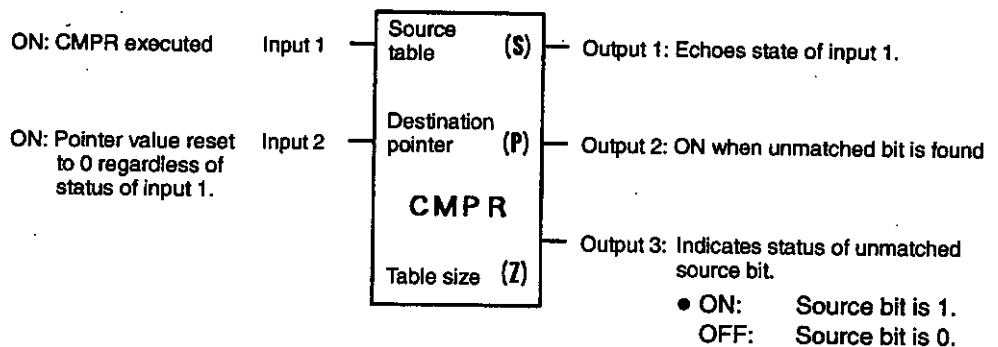 ON: CMPR executed
Input 1
Source
table
(S)
Output 1: Echoes state of input 1.
ON: Pointer value reset
to 0 regardless of
status of input 1.
Input 2
Destination
pointer
(P)
Output 2: ON when unmatched bit is found
CMPR
Output 3: Indicates status of unmatched
source bit.
Table size (Z)
● ON: Source bit is 1.
OFF: Source bit is 0.